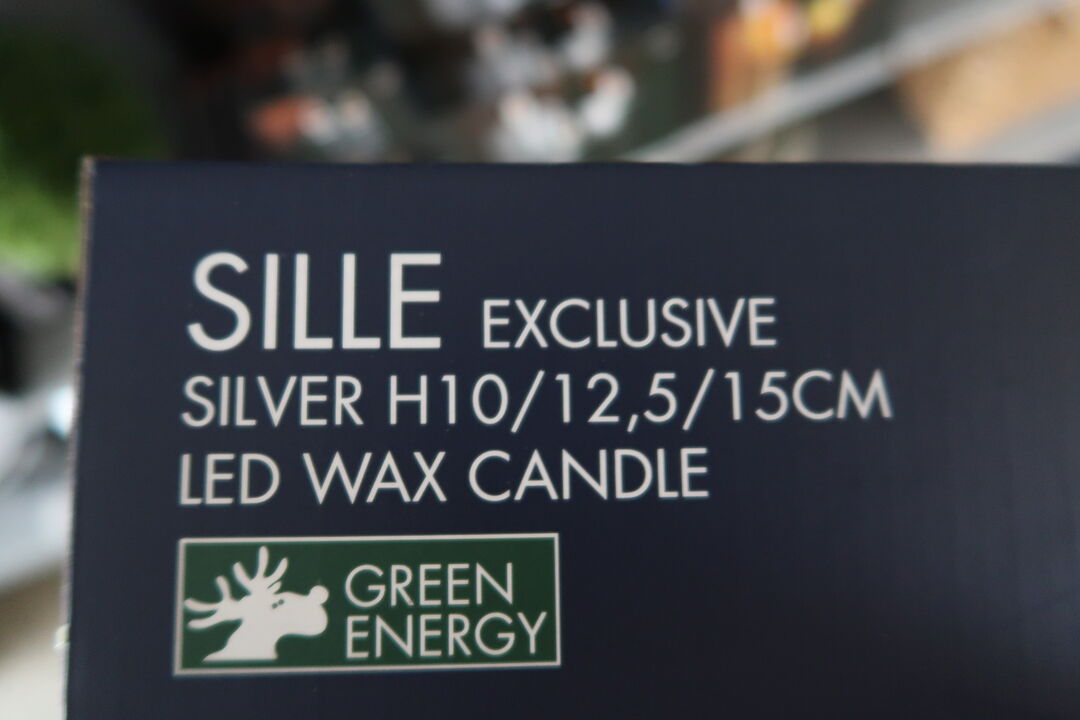 SILLE EXCLUSIVE
SILVER H10/12,5/15CM
LED WAX CANDLE
GREEN
ENERGY